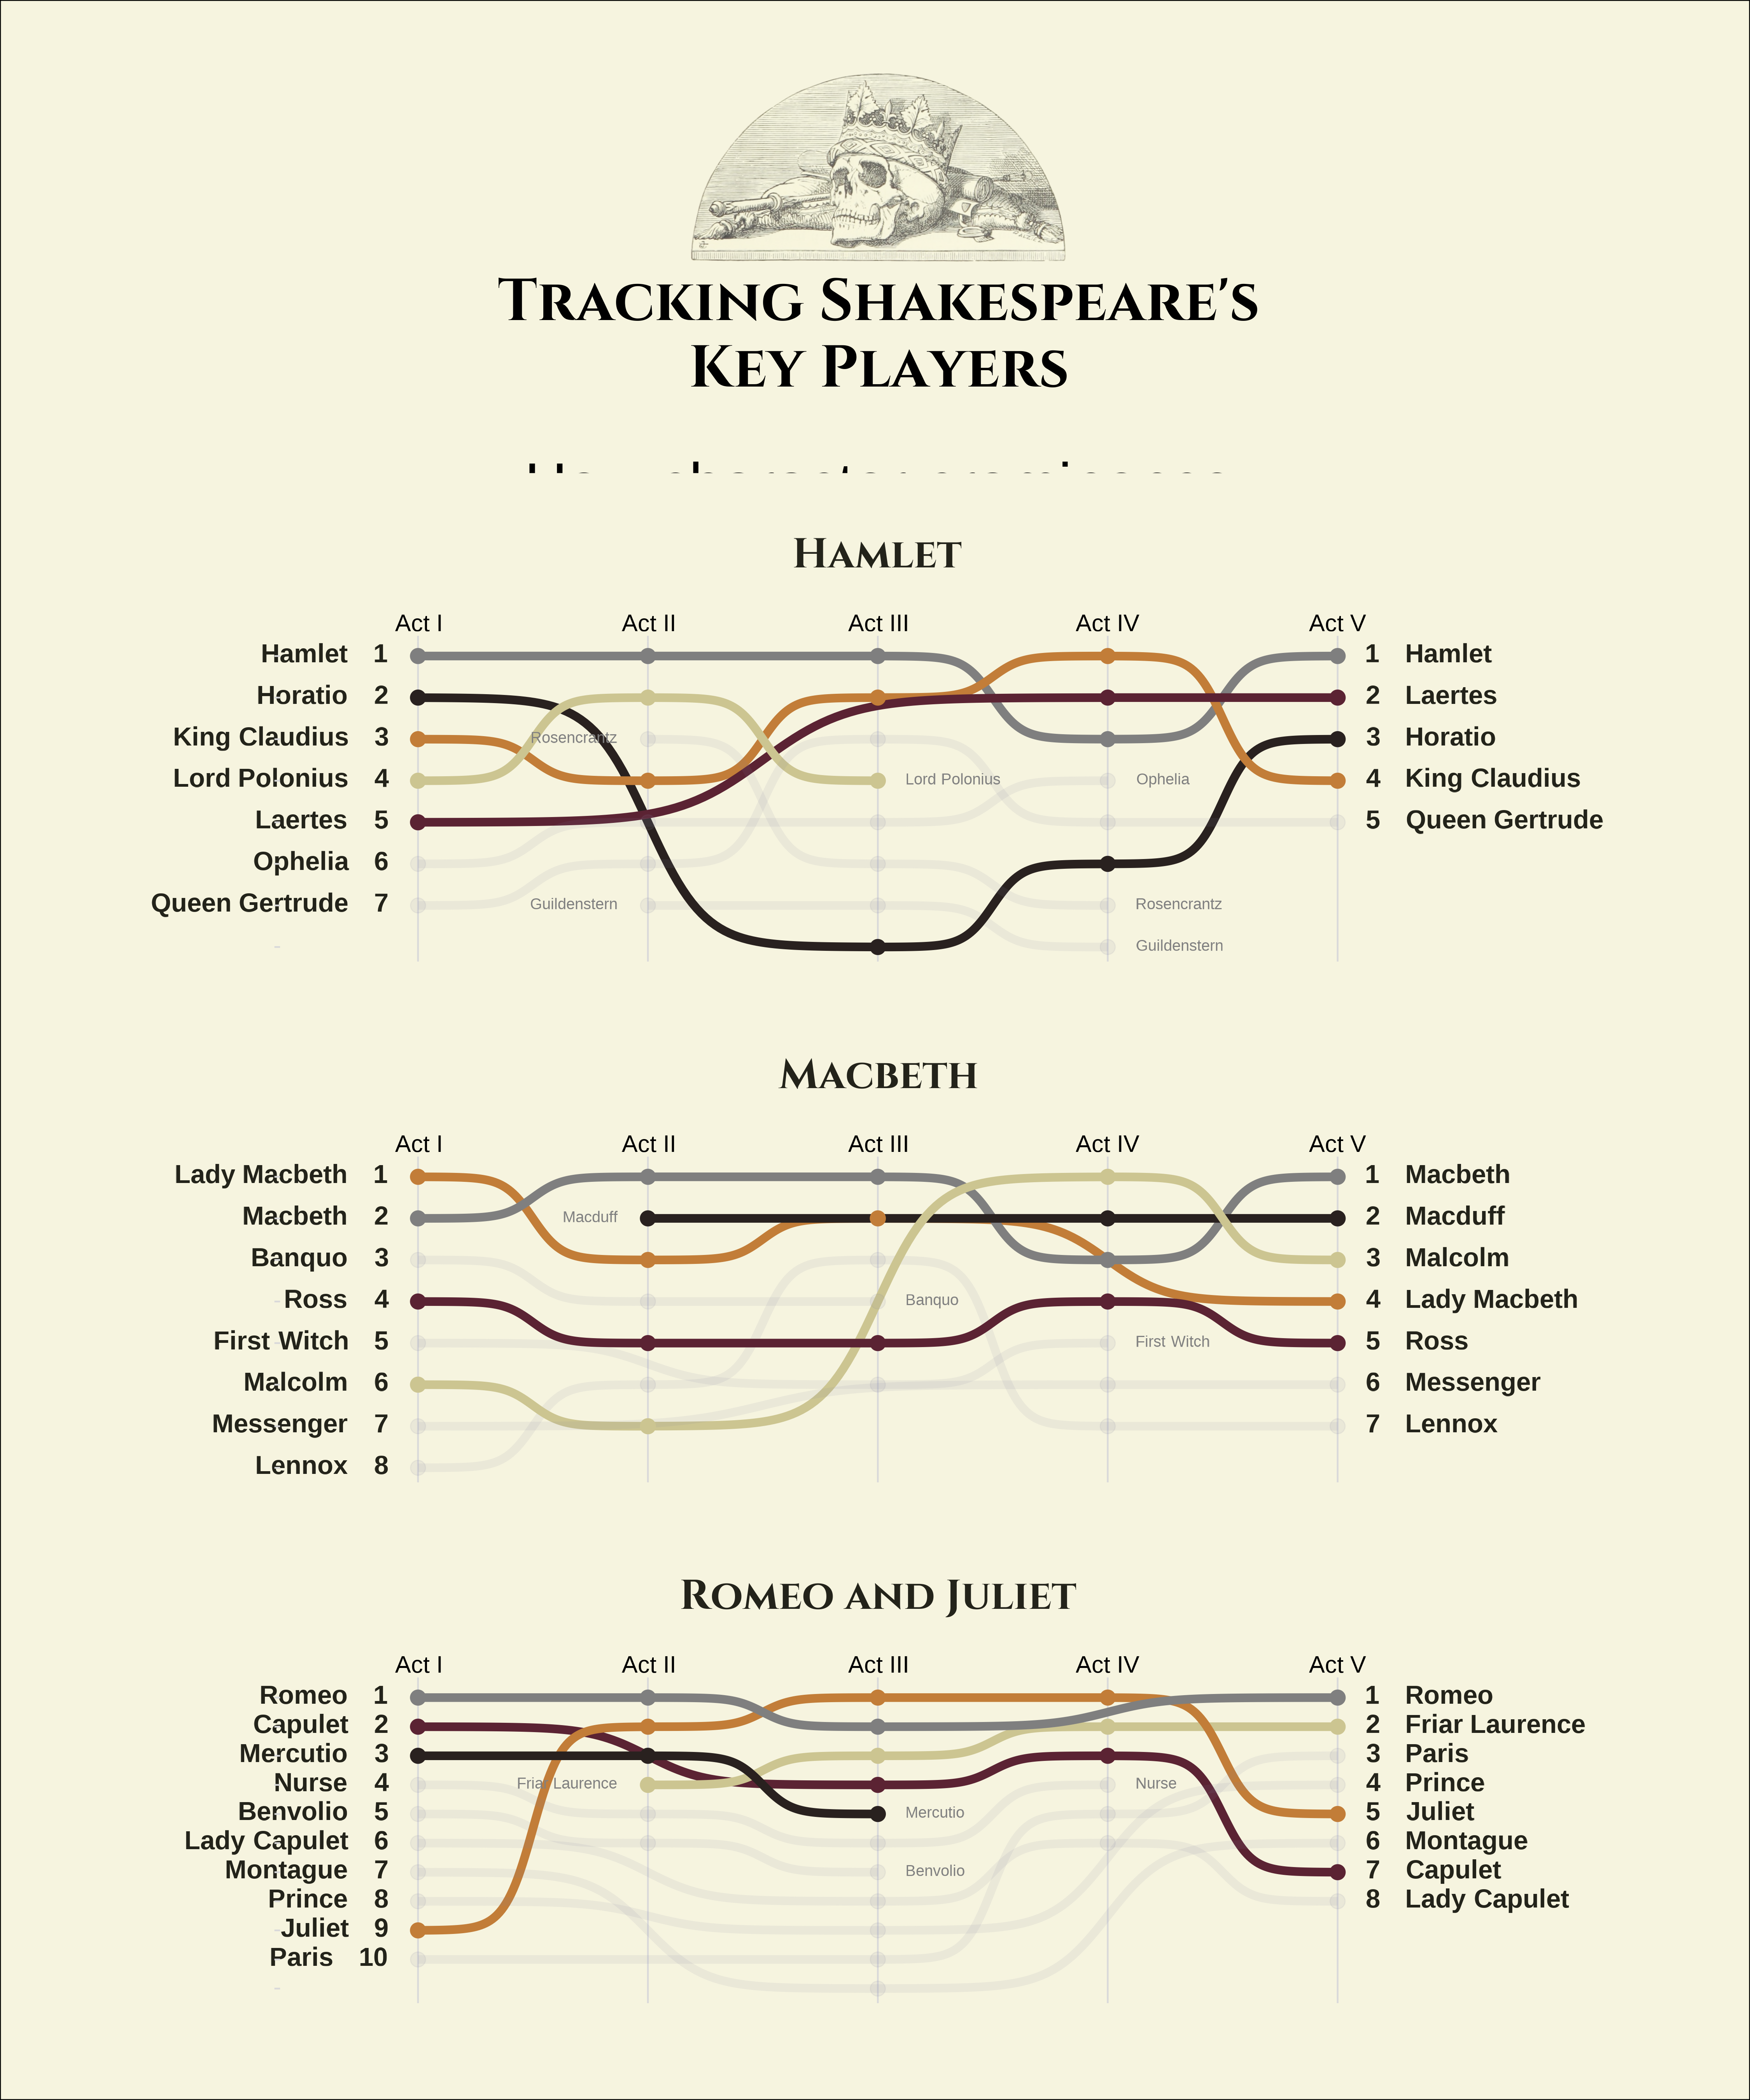 Tracking Shakespeare's
Key Players
Hamlet
Act I Act II Act III Act IV Act V
Hamlet 1 1 Hamlet
Horatio 2 2 Laertes
King Claudius 3 Rosencrantz 3 Horatio
Lord Polonius 4 Lord Polonius Ophelia 4 King Claudius
Laertes 5 5 Queen Gertrude
Ophelia 6
Queen Gertrude 7 Guildenstern Rosencrantz
Guildenstern
Macbeth
Act I Act II Act III Act IV Act V
Lady Macbeth 1 1 Macbeth
Macbeth 2 Macduff 2 Macduff
Banquo 3 3 Malcolm
Ross 4 Banquo 4 Lady Macbeth
First Witch 5 First Witch 5 Ross
Malcolm 6 6 Messenger
Messenger 7 7 Lennox
Lennox 8
Romeo and Juliet
Act I Act II Act III Act IV Act V
Romeo 1 1 Romeo
Capulet 2 2 Friar Laurence
Mercutio 3 3 Paris
Nurse 4 Friar Laurence Nurse 4 Prince
Benvolio 5 Mercutio 5 Juliet
Lady Capulet 6 6 Montague
Montague 7 Benvolio 7 Capulet
Prince 8 8 Lady Capulet
Juliet 9
Paris 10